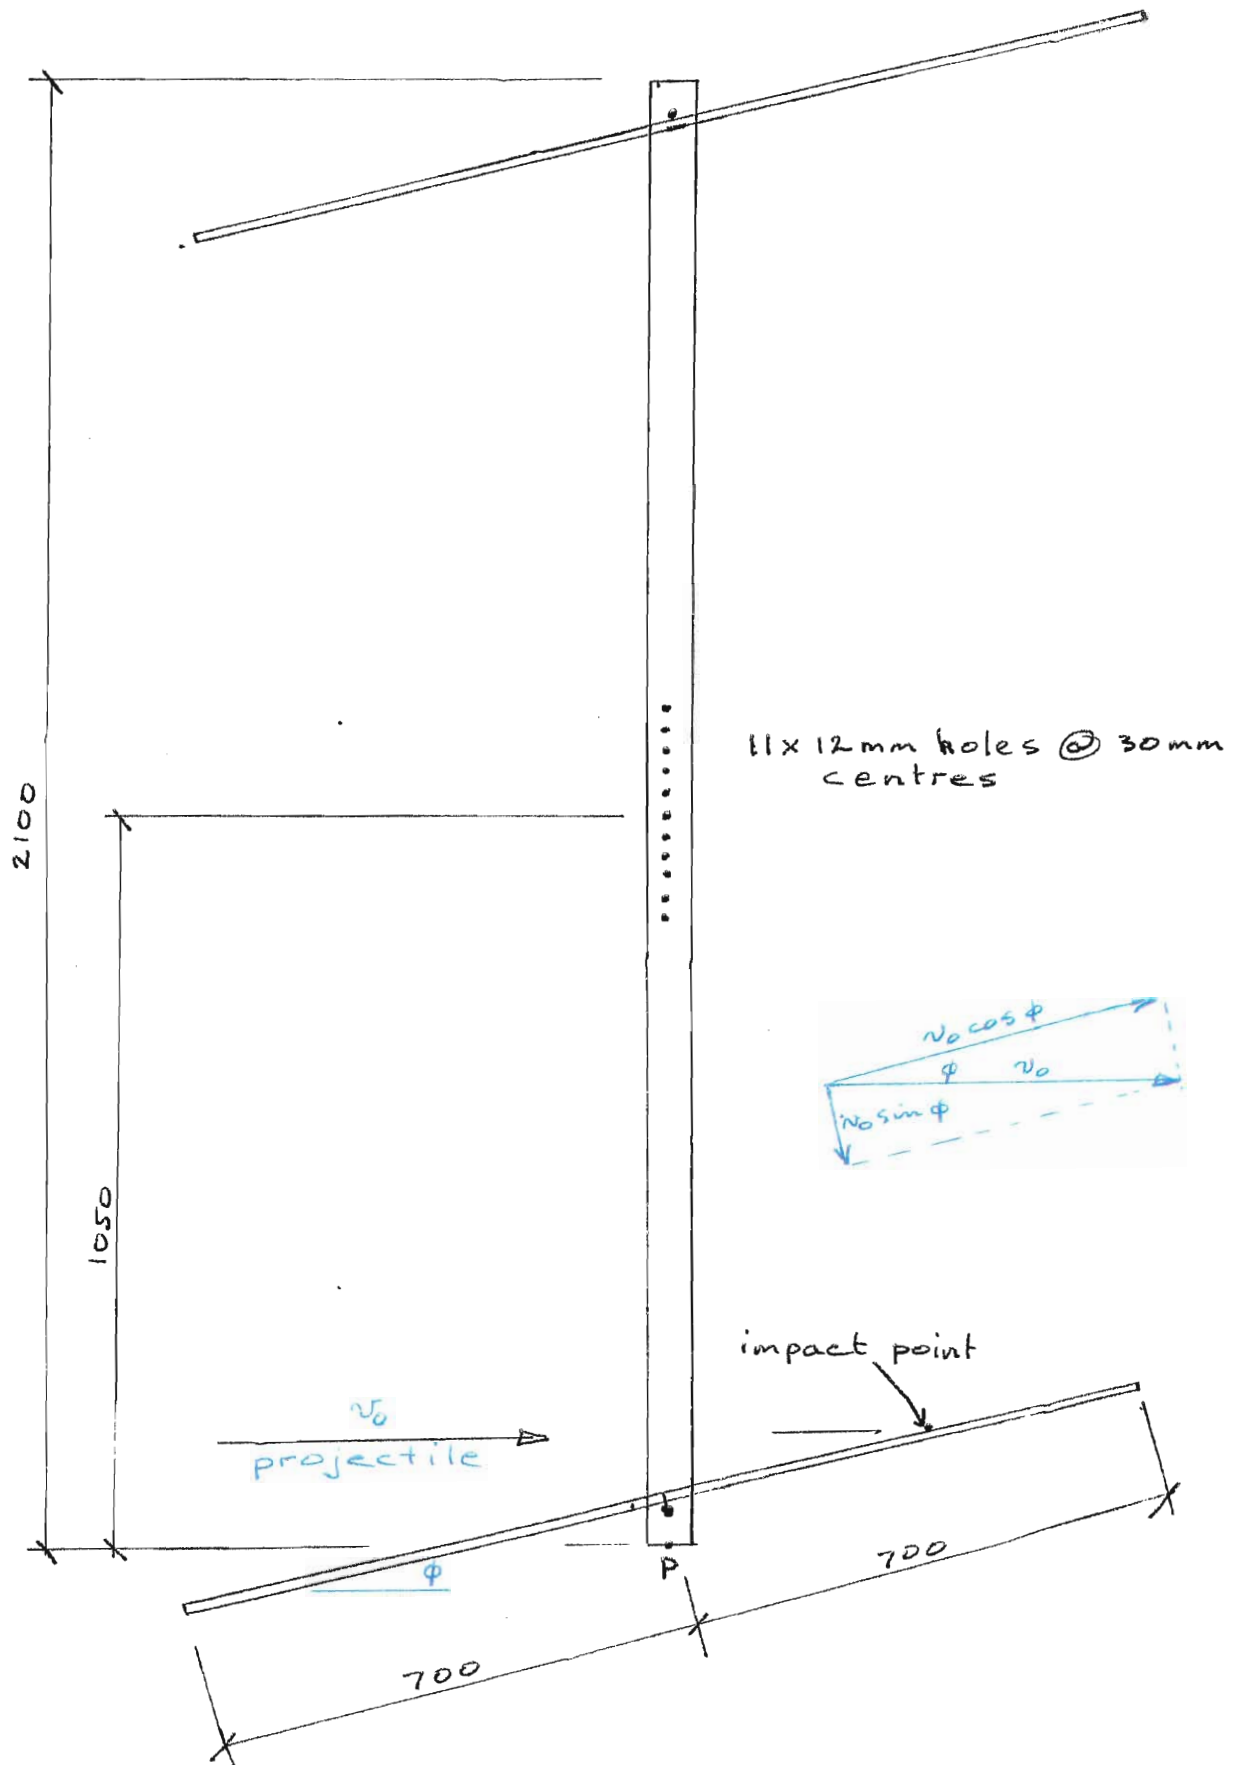 11 x 12mm holes @ 30mm
centres
2100
v₀ cos ϕ
ϕ
v₀
v₀ sin ϕ
1050
impact point
v₀
projectile
ϕ
P
700
700